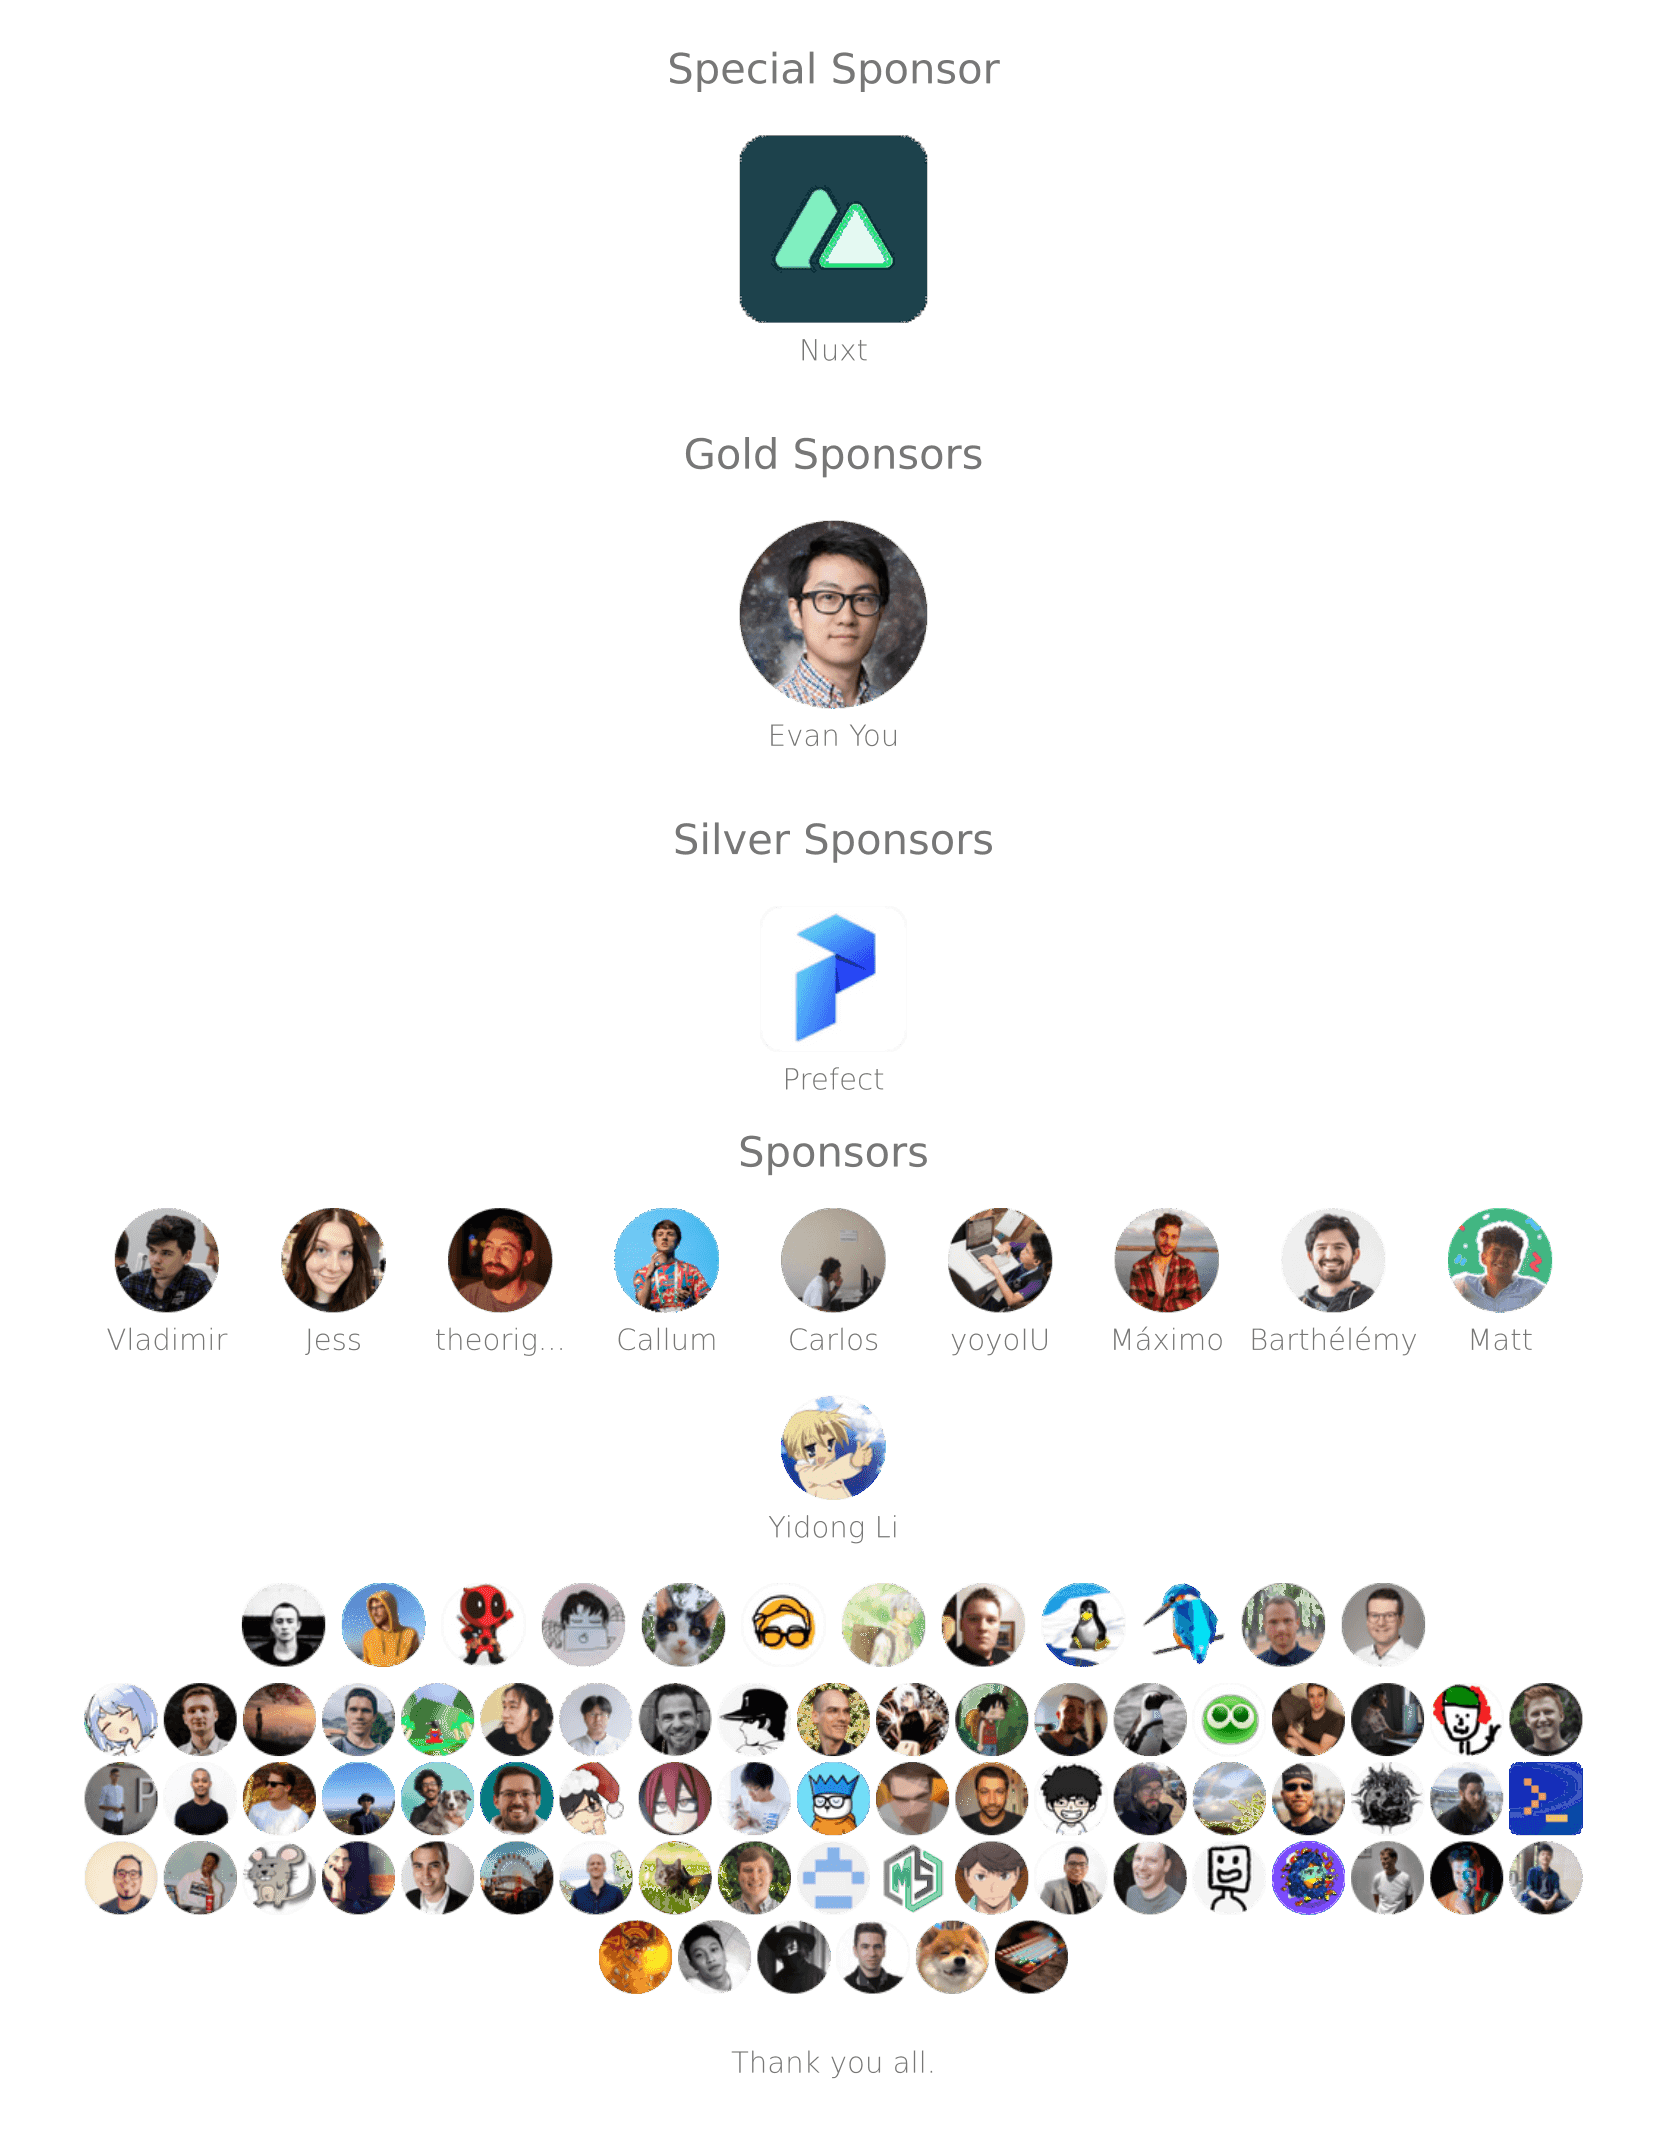 Special Sponsor
Nuxt
Gold Sponsors
Evan You
Silver Sponsors
Prefect
Sponsors
Vladimir Jess theorig... Callum Carlos yoyoIU Máximo Barthélémy Matt
Yidong Li
P
MS
Thank you all.